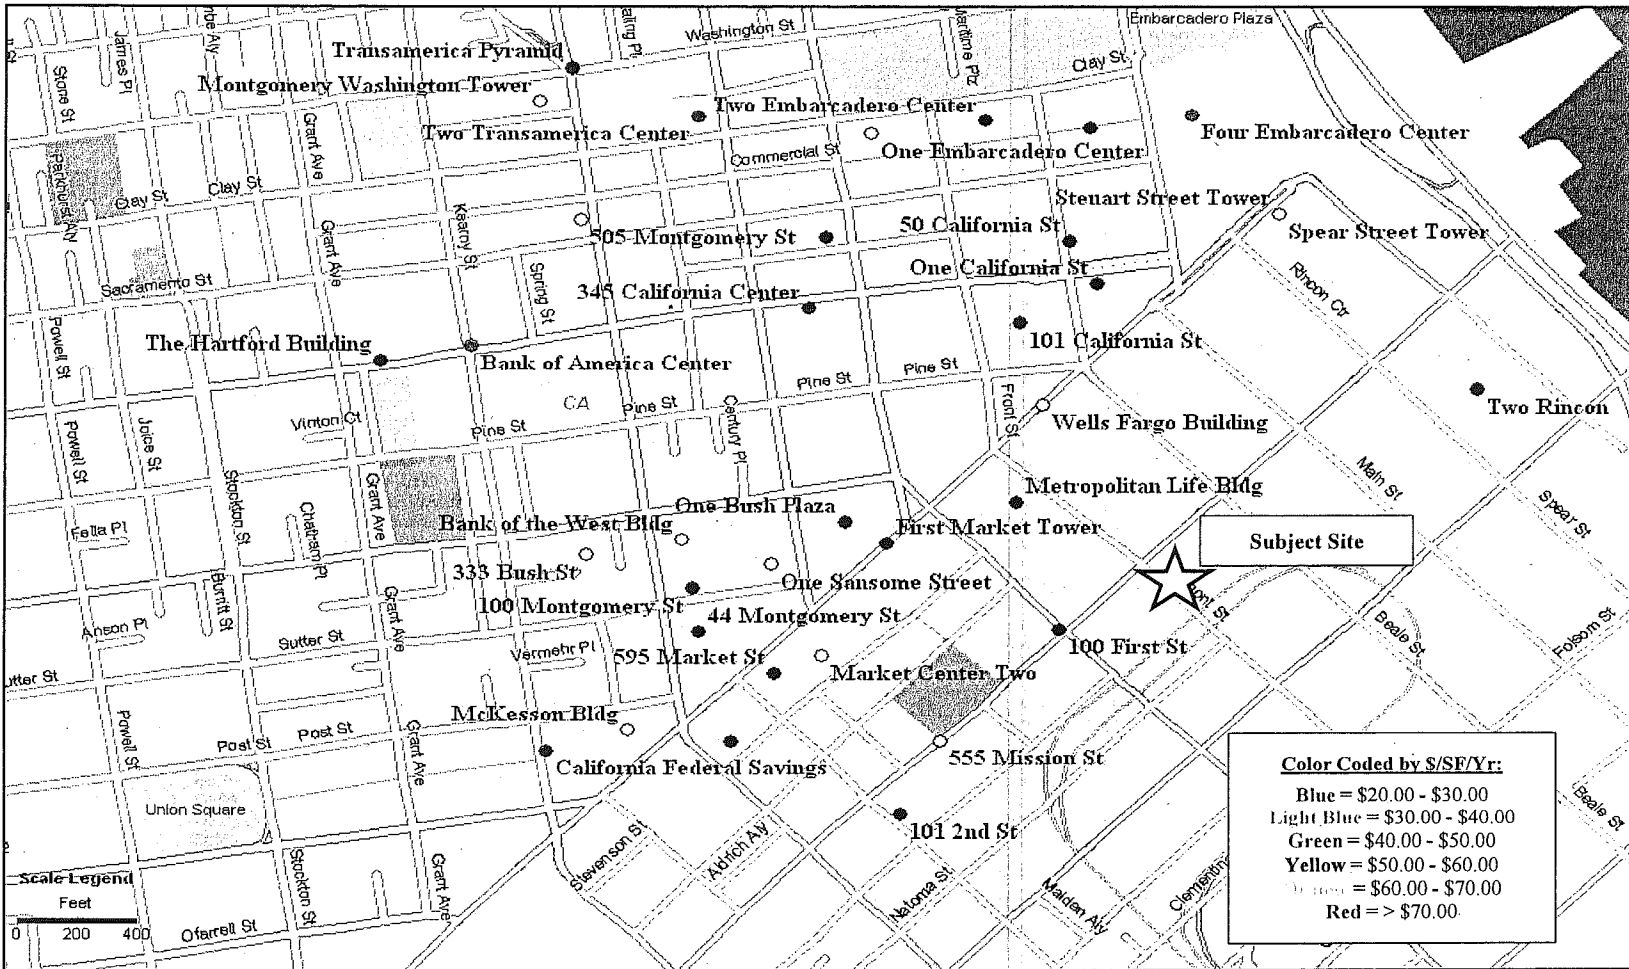 Embarcadero Plaza
Washington St
Maritime Plz
James Pl
Stone St
Transamerica Pyramid
Clay St
Montgomery Washington Tower
Two Embarcadero Center
Two Transamerica Center
Four Embarcadero Center
Grant Ave
Commercial St
One Embarcadero Center
Parkhurst Aly
Clay St
Clay St
Steuart Street Tower
Kearny St
50 California St
505 Montgomery St
Spear Street Tower
Grant Ave
One California St
Spring St
Rincon Ctr
Sacramento St
345 California Center
Powell St
The Hartford Building
101 California St
Bank of America Center
Pine St
Pine St
CA
Pine St
Front St
Two Rincon
Century Pl
Vinton Ct
Pine St
Wells Fargo Building
Powell St
Joice St
Stockton St
Grant Ave
Main St
Metropolitan Life Bldg
Spear St
Chatham Pl
One Bush Plaza
Bank of the West Bldg
First Market Tower
Fella Pl
Subject Site
333 Bush St
One Sansome Street
Burritt St
100 Montgomery St
44 Montgomery St
Grant Ave
Anson Pl
Beale St
Folsom St
Sutter St
100 First St
Vermehr Pl
595 Market St
utter St
Market Center Two
McKesson Bldg
Powell St
Post St
Post St
Grant Ave
555 Mission St
California Federal Savings
Color Coded by $/SF/Yr:
Blue = $20.00 - $30.00
Light Blue = $30.00 - $40.00
Green = $40.00 - $50.00
Yellow = $50.00 - $60.00
= $60.00 - $70.00
Red = > $70.00
Beale St
Union Square
101 2nd St
Stevenson St
Aldrich Aly
Stockton St
Grant Ave
Natoma St
Malden Aly
Scale Legend
Feet
0 200 400
Ofarrell St